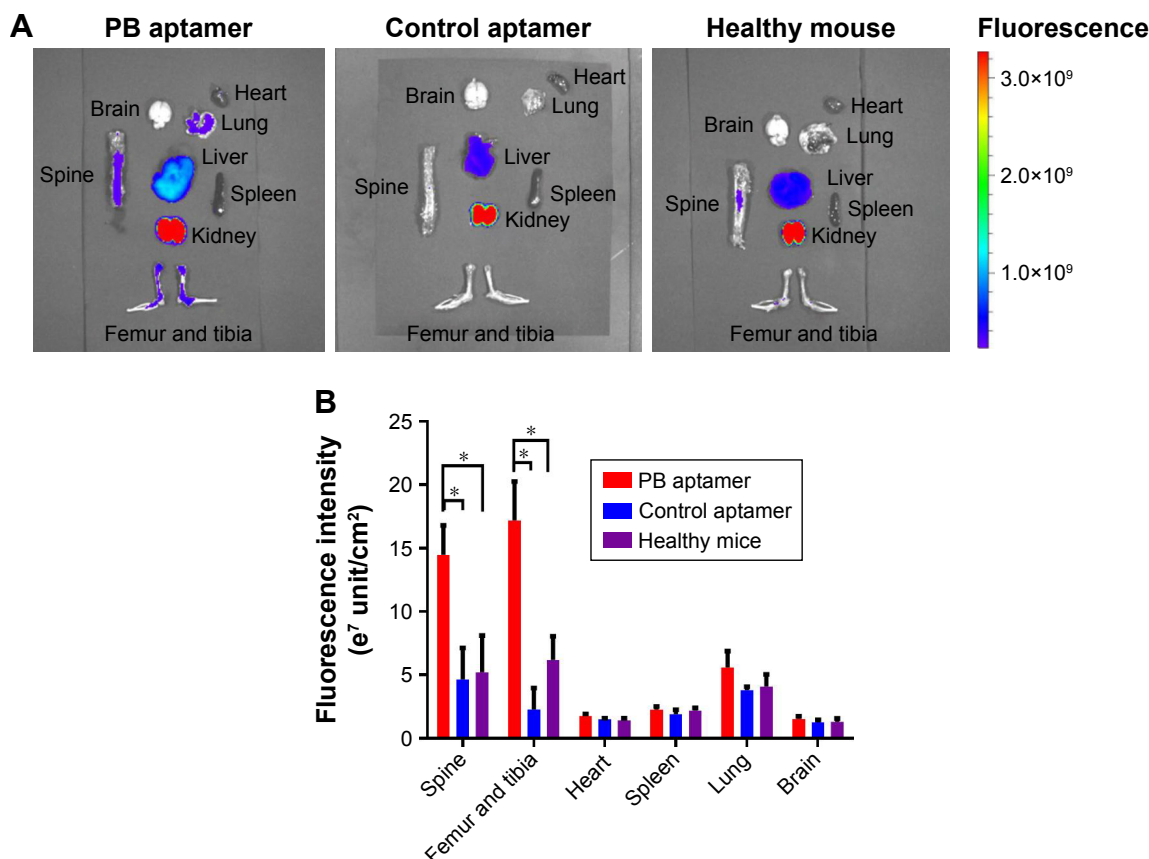 A
PB aptamer
Control aptamer
Healthy mouse
Fluorescence
Brain
Heart
Lung
Liver
Spine
Spleen
Kidney
Femur and tibia
Brain
Heart
Lung
Liver
Spine
Spleen
Kidney
Femur and tibia
Brain
Heart
Lung
Liver
Spine
Spleen
Kidney
Femur and tibia
3.0×10⁹
2.0×10⁹
1.0×10⁹
B
Fluorescence intensity
(e⁷ unit/cm²)
25
20
15
10
5
0
*
*
*
*
PB aptamer
Control aptamer
Healthy mice
Spine
Femur and tibia
Heart
Spleen
Lung
Brain